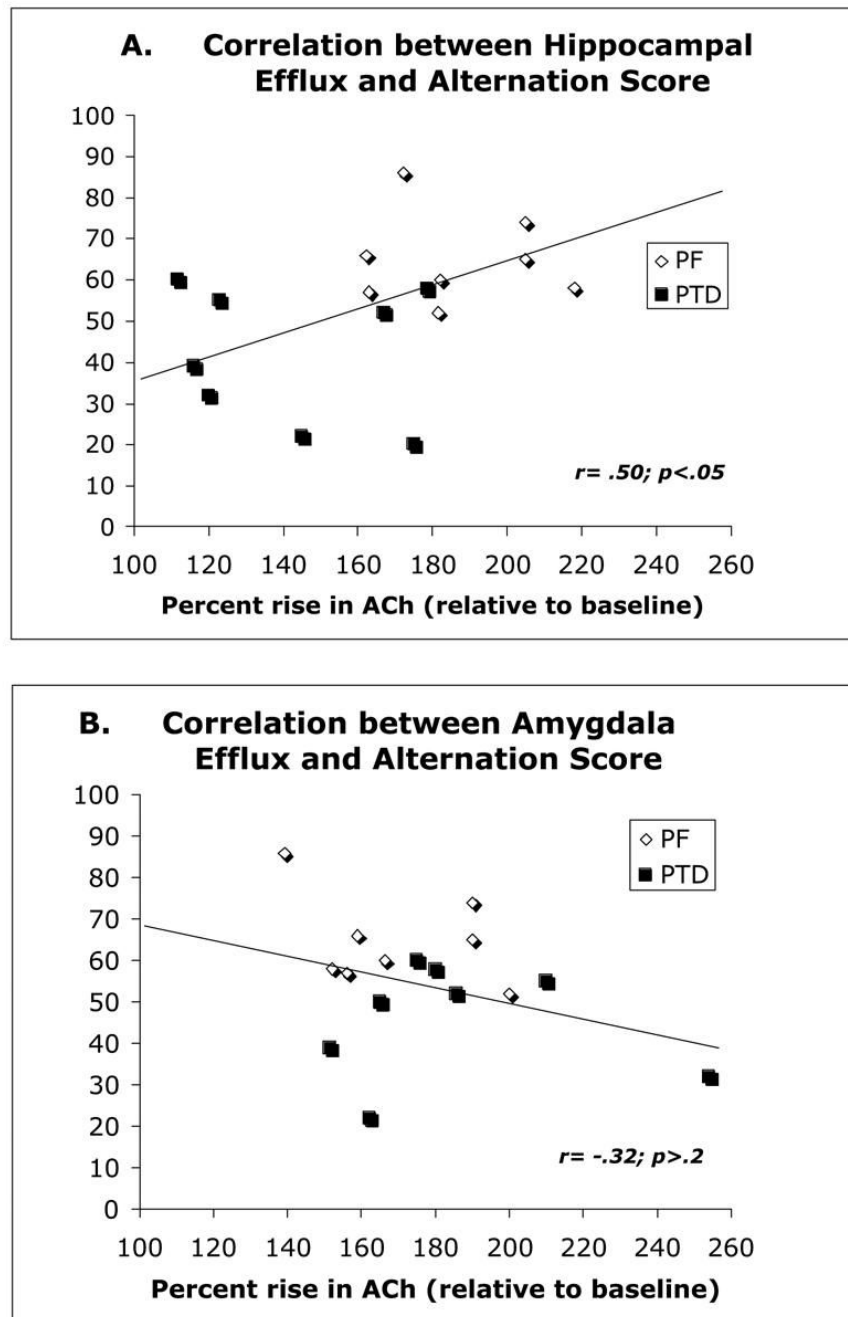 A. Correlation between Hippocampal
Efflux and Alternation Score
100
90
80
70
60
50
40
30
20
10
0
PF
PTD
r= .50; p<.05
100 120 140 160 180 200 220 240 260
Percent rise in ACh (relative to baseline)
B. Correlation between Amygdala
Efflux and Alternation Score
100
90
80
70
60
50
40
30
20
10
0
PF
PTD
r= -.32; p>.2
100 120 140 160 180 200 220 240 260
Percent rise in ACh (relative to baseline)